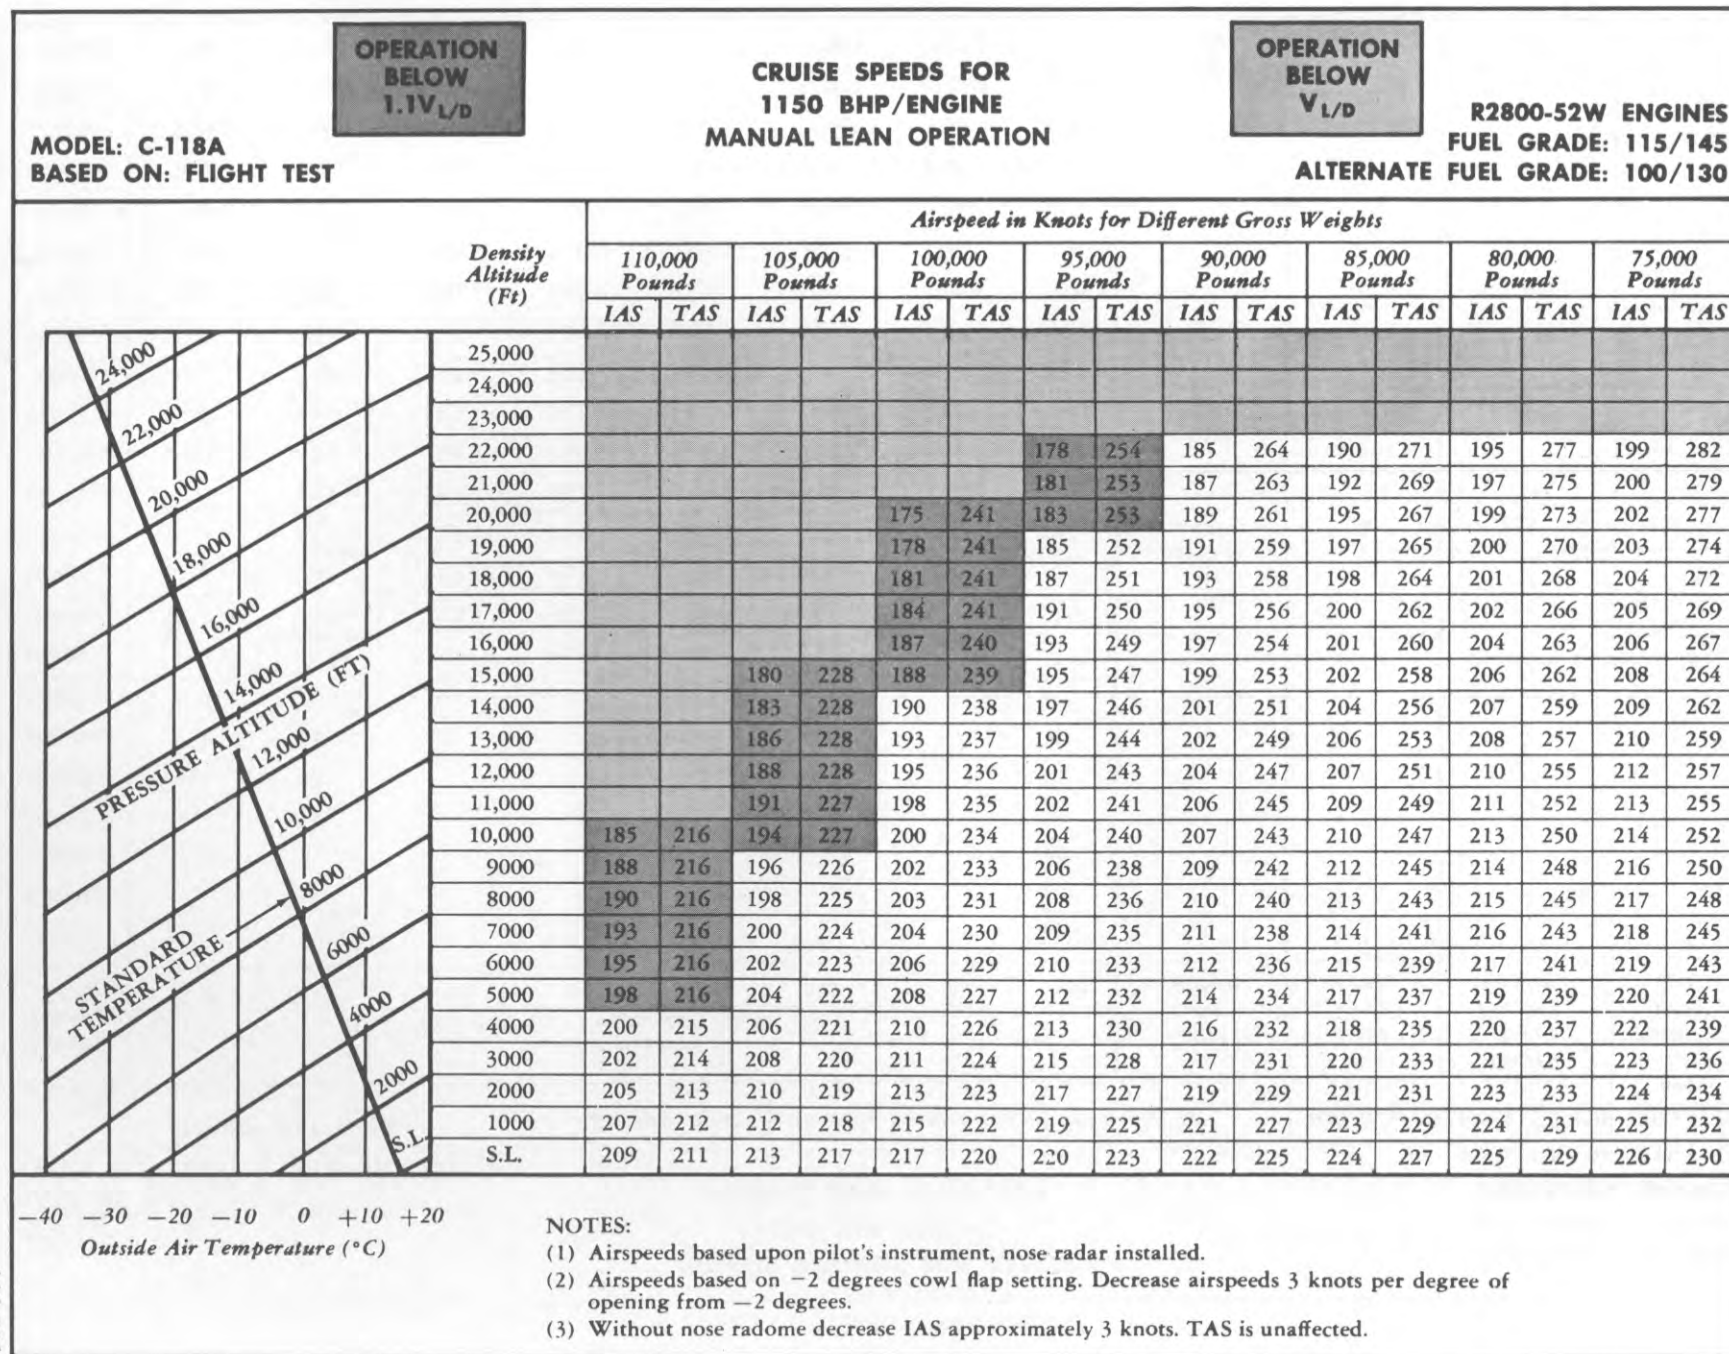 OPERATION
BELOW
1.1V L/D
CRUISE SPEEDS FOR
1150 BHP/ENGINE
MANUAL LEAN OPERATION
OPERATION
BELOW
V L/D
MODEL: C-118A
BASED ON: FLIGHT TEST
R2800-52W ENGINES
FUEL GRADE: 115/145
ALTERNATE FUEL GRADE: 100/130
Airspeed in Knots for Different Gross Weights
Density
Altitude
(Ft)
110,000 Pounds 105,000 Pounds 100,000 Pounds 95,000 Pounds 90,000 Pounds 85,000 Pounds 80,000 Pounds 75,000 Pounds
IAS TAS IAS TAS IAS TAS IAS TAS IAS TAS IAS TAS IAS TAS IAS TAS
25,000
24,000
23,000
22,000 178 254 185 264 190 271 195 277 199 282
21,000 181 253 187 263 192 269 197 275 200 279
20,000 175 241 183 253 189 261 195 267 199 273 202 277
19,000 178 241 185 252 191 259 197 265 200 270 203 274
18,000 181 241 187 251 193 258 198 264 201 268 204 272
17,000 184 241 191 250 195 256 200 262 202 266 205 269
16,000 187 240 193 249 197 254 201 260 204 263 206 267
15,000 180 228 188 239 195 247 199 253 202 258 206 262 208 264
14,000 183 228 190 238 197 246 201 251 204 256 207 259 209 262
13,000 186 228 193 237 199 244 202 249 206 253 208 257 210 259
12,000 188 228 195 236 201 243 204 247 207 251 210 255 212 257
11,000 191 227 198 235 202 241 206 245 209 249 211 252 213 255
10,000 185 216 194 227 200 234 204 240 207 243 210 247 213 250 214 252
9000 188 216 196 226 202 233 206 238 209 242 212 245 214 248 216 250
8000 190 216 198 225 203 231 208 236 210 240 213 243 215 245 217 248
7000 193 216 200 224 204 230 209 235 211 238 214 241 216 243 218 245
6000 195 216 202 223 206 229 210 233 212 236 215 239 217 241 219 243
5000 198 216 204 222 208 227 212 232 214 234 217 237 219 239 220 241
4000 200 215 206 221 210 226 213 230 216 232 218 235 220 237 222 239
3000 202 214 208 220 211 224 215 228 217 231 220 233 221 235 223 236
2000 205 213 210 219 213 223 217 227 219 229 221 231 223 233 224 234
1000 207 212 212 218 215 222 219 225 221 227 223 229 224 231 225 232
S.L. 209 211 213 217 217 220 220 223 222 225 224 227 225 229 226 230
24,000
22,000
20,000
18,000
16,000
14,000
PRESSURE ALTITUDE (FT)
12,000
10,000
8000
STANDARD
TEMPERATURE
6000
4000
2000
S.L.
−40 −30 −20 −10 0 +10 +20
Outside Air Temperature (°C)
NOTES:
(1) Airspeeds based upon pilot's instrument, nose radar installed.
(2) Airspeeds based on −2 degrees cowl flap setting. Decrease airspeeds 3 knots per degree of
opening from −2 degrees.
(3) Without nose radome decrease IAS approximately 3 knots. TAS is unaffected.